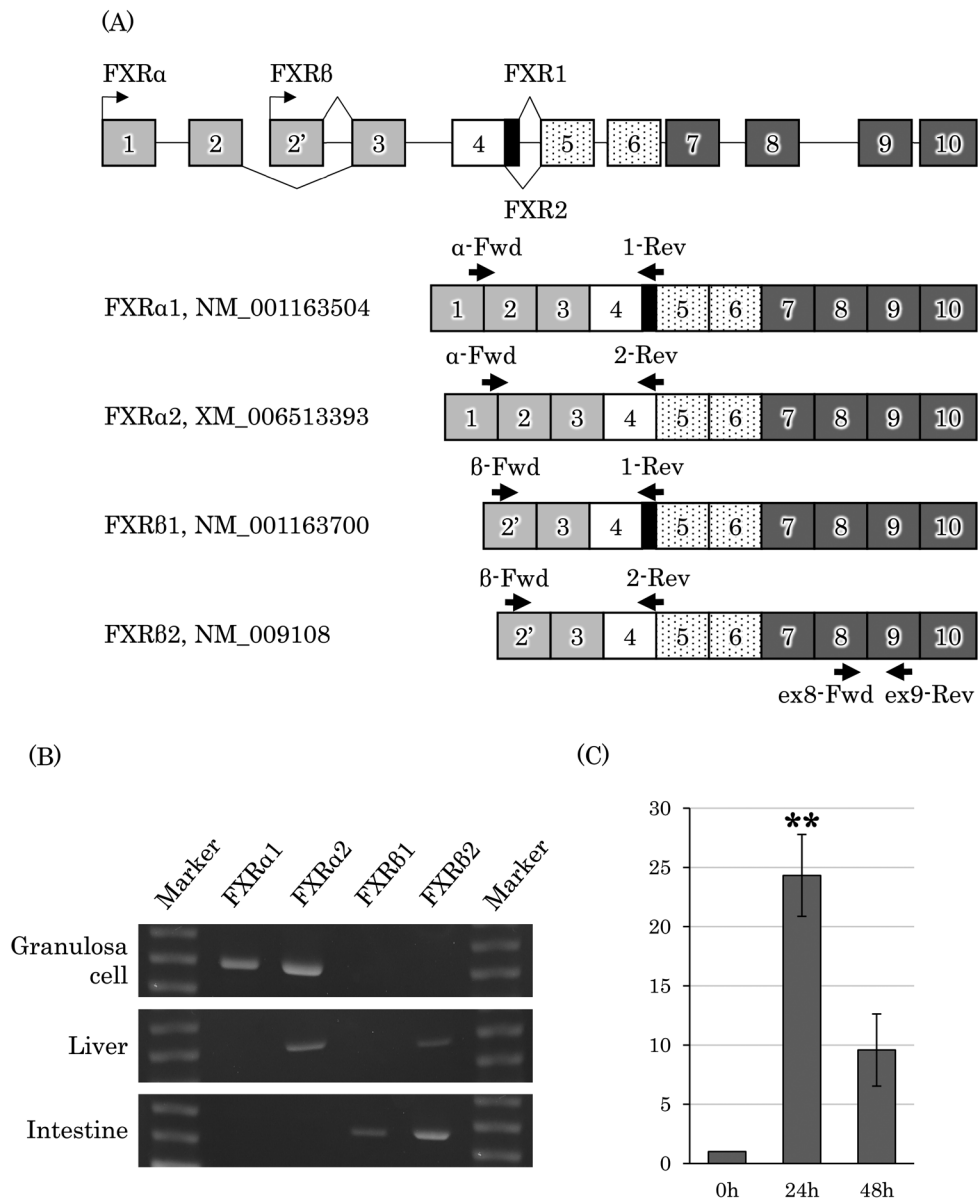 (A)
FXRα FXRβ FXR1
1 2 2' 3 4 5 6 7 8 9 10
FXR2
α-Fwd 1-Rev
FXRα1, NM_001163504 1 2 3 4 5 6 7 8 9 10
α-Fwd 2-Rev
FXRα2, XM_006513393 1 2 3 4 5 6 7 8 9 10
β-Fwd 1-Rev
FXRβ1, NM_001163700 2' 3 4 5 6 7 8 9 10
β-Fwd 2-Rev
FXRβ2, NM_009108 2' 3 4 5 6 7 8 9 10
ex8-Fwd ex9-Rev
(B)
Marker FXRα1 FXRα2 FXRβ1 FXRβ2 Marker
Granulosa
cell
Liver
Intestine
(C)
30
**
25
20
15
10
5
0
0h 24h 48h